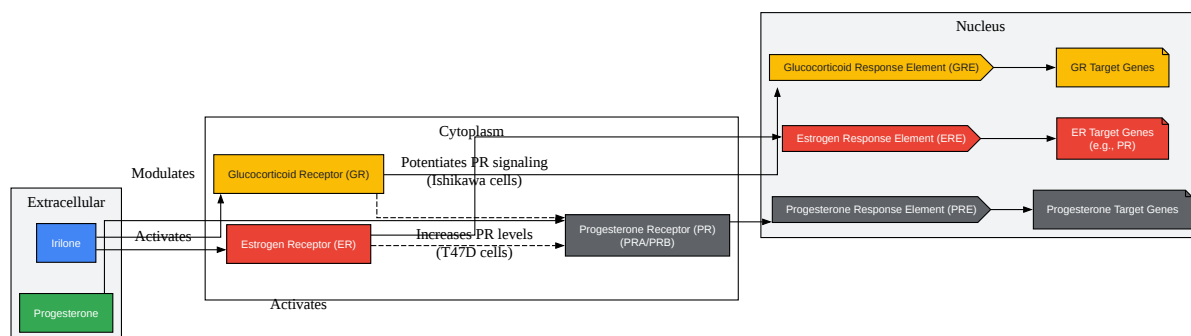 Nucleus
Glucocorticoid Response Element (GRE)
GR Target Genes
Cytoplasm
Estrogen Response Element (ERE)
ER Target Genes
(e.g., PR)
Modulates
Glucocorticoid Receptor (GR)
Potentiates PR signaling
(Ishikawa cells)
Extracellular
Irilone
Activates
Estrogen Receptor (ER)
Increases PR levels
(T47D cells)
Progesterone Receptor (PR)
(PRA/PRB)
Progesterone Response Element (PRE)
Progesterone Target Genes
Progesterone
Activates